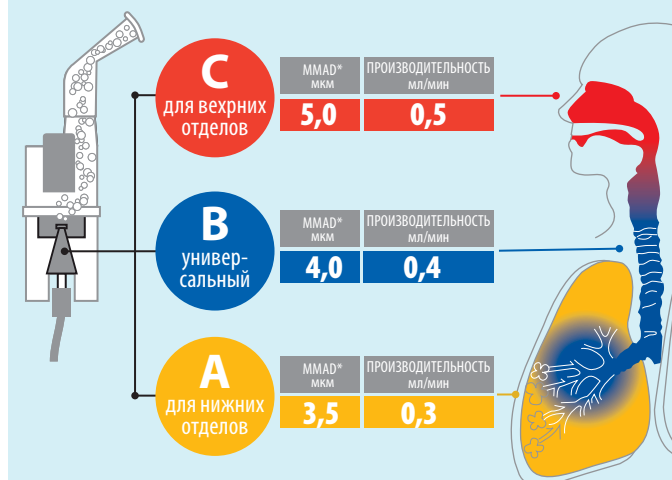 C
для вехрних
отделов
MMAD*
мкм
ПРОИЗВОДИТЕЛЬНОСТЬ
мл/мин
5,0
0,5
B
универ-
сальный
MMAD*
мкм
ПРОИЗВОДИТЕЛЬНОСТЬ
мл/мин
4,0
0,4
A
для нижних
отделов
MMAD*
мкм
ПРОИЗВОДИТЕЛЬНОСТЬ
мл/мин
3,5
0,3